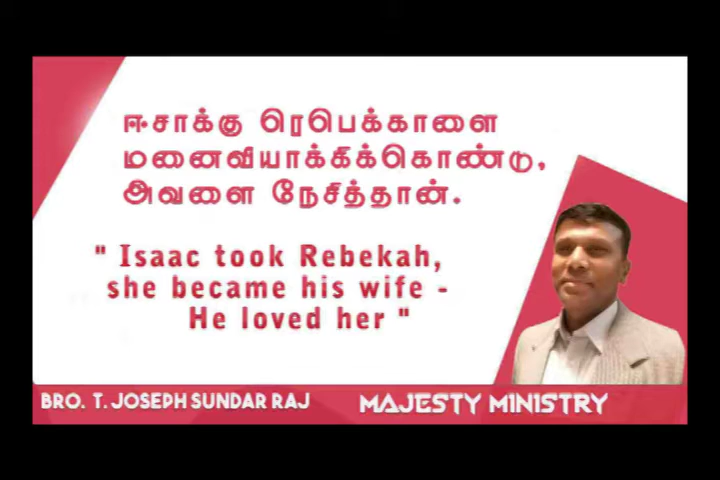 ஈசாக்கு ரெபெக்காளை
மனைவியாக்கிக்கொண்டு,
அவளை நேசித்தான்.
" Isaac took Rebekah,
she became his wife -
He loved her "
BRO. T. JOSEPH SUNDAR RAJ
MAJESTY MINISTRY